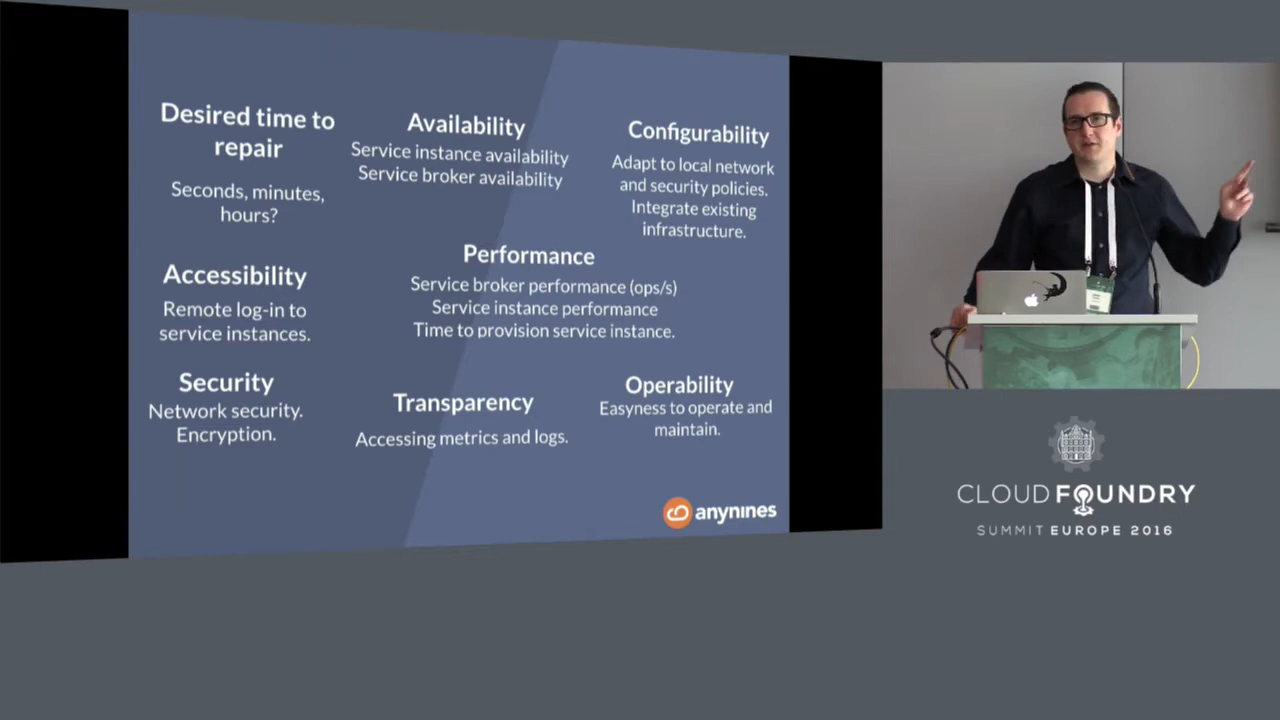 Desired time to
repair
Seconds, minutes,
hours?
Availability
Service instance availability
Service broker availability
Configurability
Adapt to local network
and security policies.
Integrate existing
infrastructure.
Accessibility
Remote log-in to
service instances.
Performance
Service broker performance (ops/s)
Service instance performance
Time to provision service instance.
Security
Network security.
Encryption.
Transparency
Accessing metrics and logs.
Operability
Easyness to operate and
maintain.
anynines
CLOUD FOUNDRY
SUMMIT EUROPE 2016